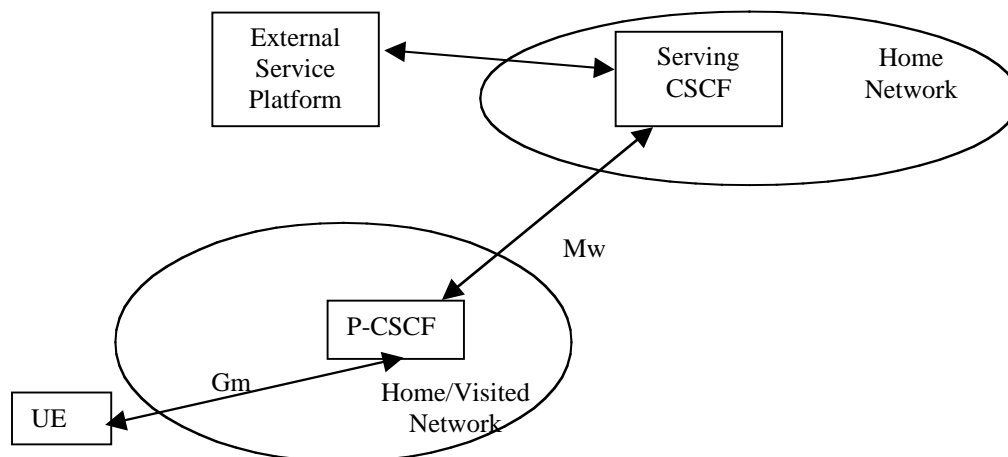 External
Service
Platform
Serving
CSCF
Home
Network
Mw
P-CSCF
Gm
Home/Visited
Network
UE